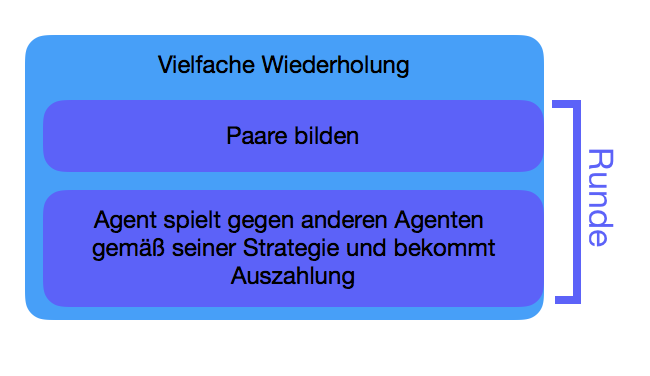 Vielfache Wiederholung
Paare bilden
Agent spielt gegen anderen Agenten
gemäß seiner Strategie und bekommt
Auszahlung
Runde